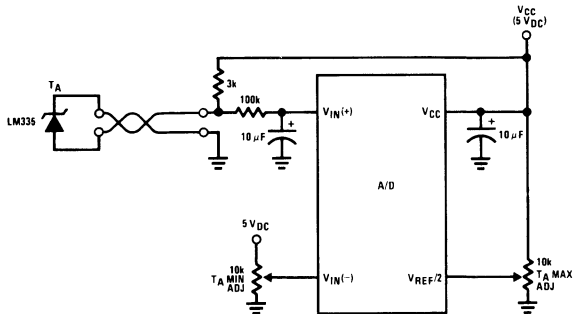 VCC
(5 VDC)
TA
LM335
3k
100k
VIN(+)
+
10 µF
VCC
+
10 µF
A/D
5 VDC
10k
TA MIN
ADJ
VIN(−)
VREF/2
10k
TA MAX
ADJ